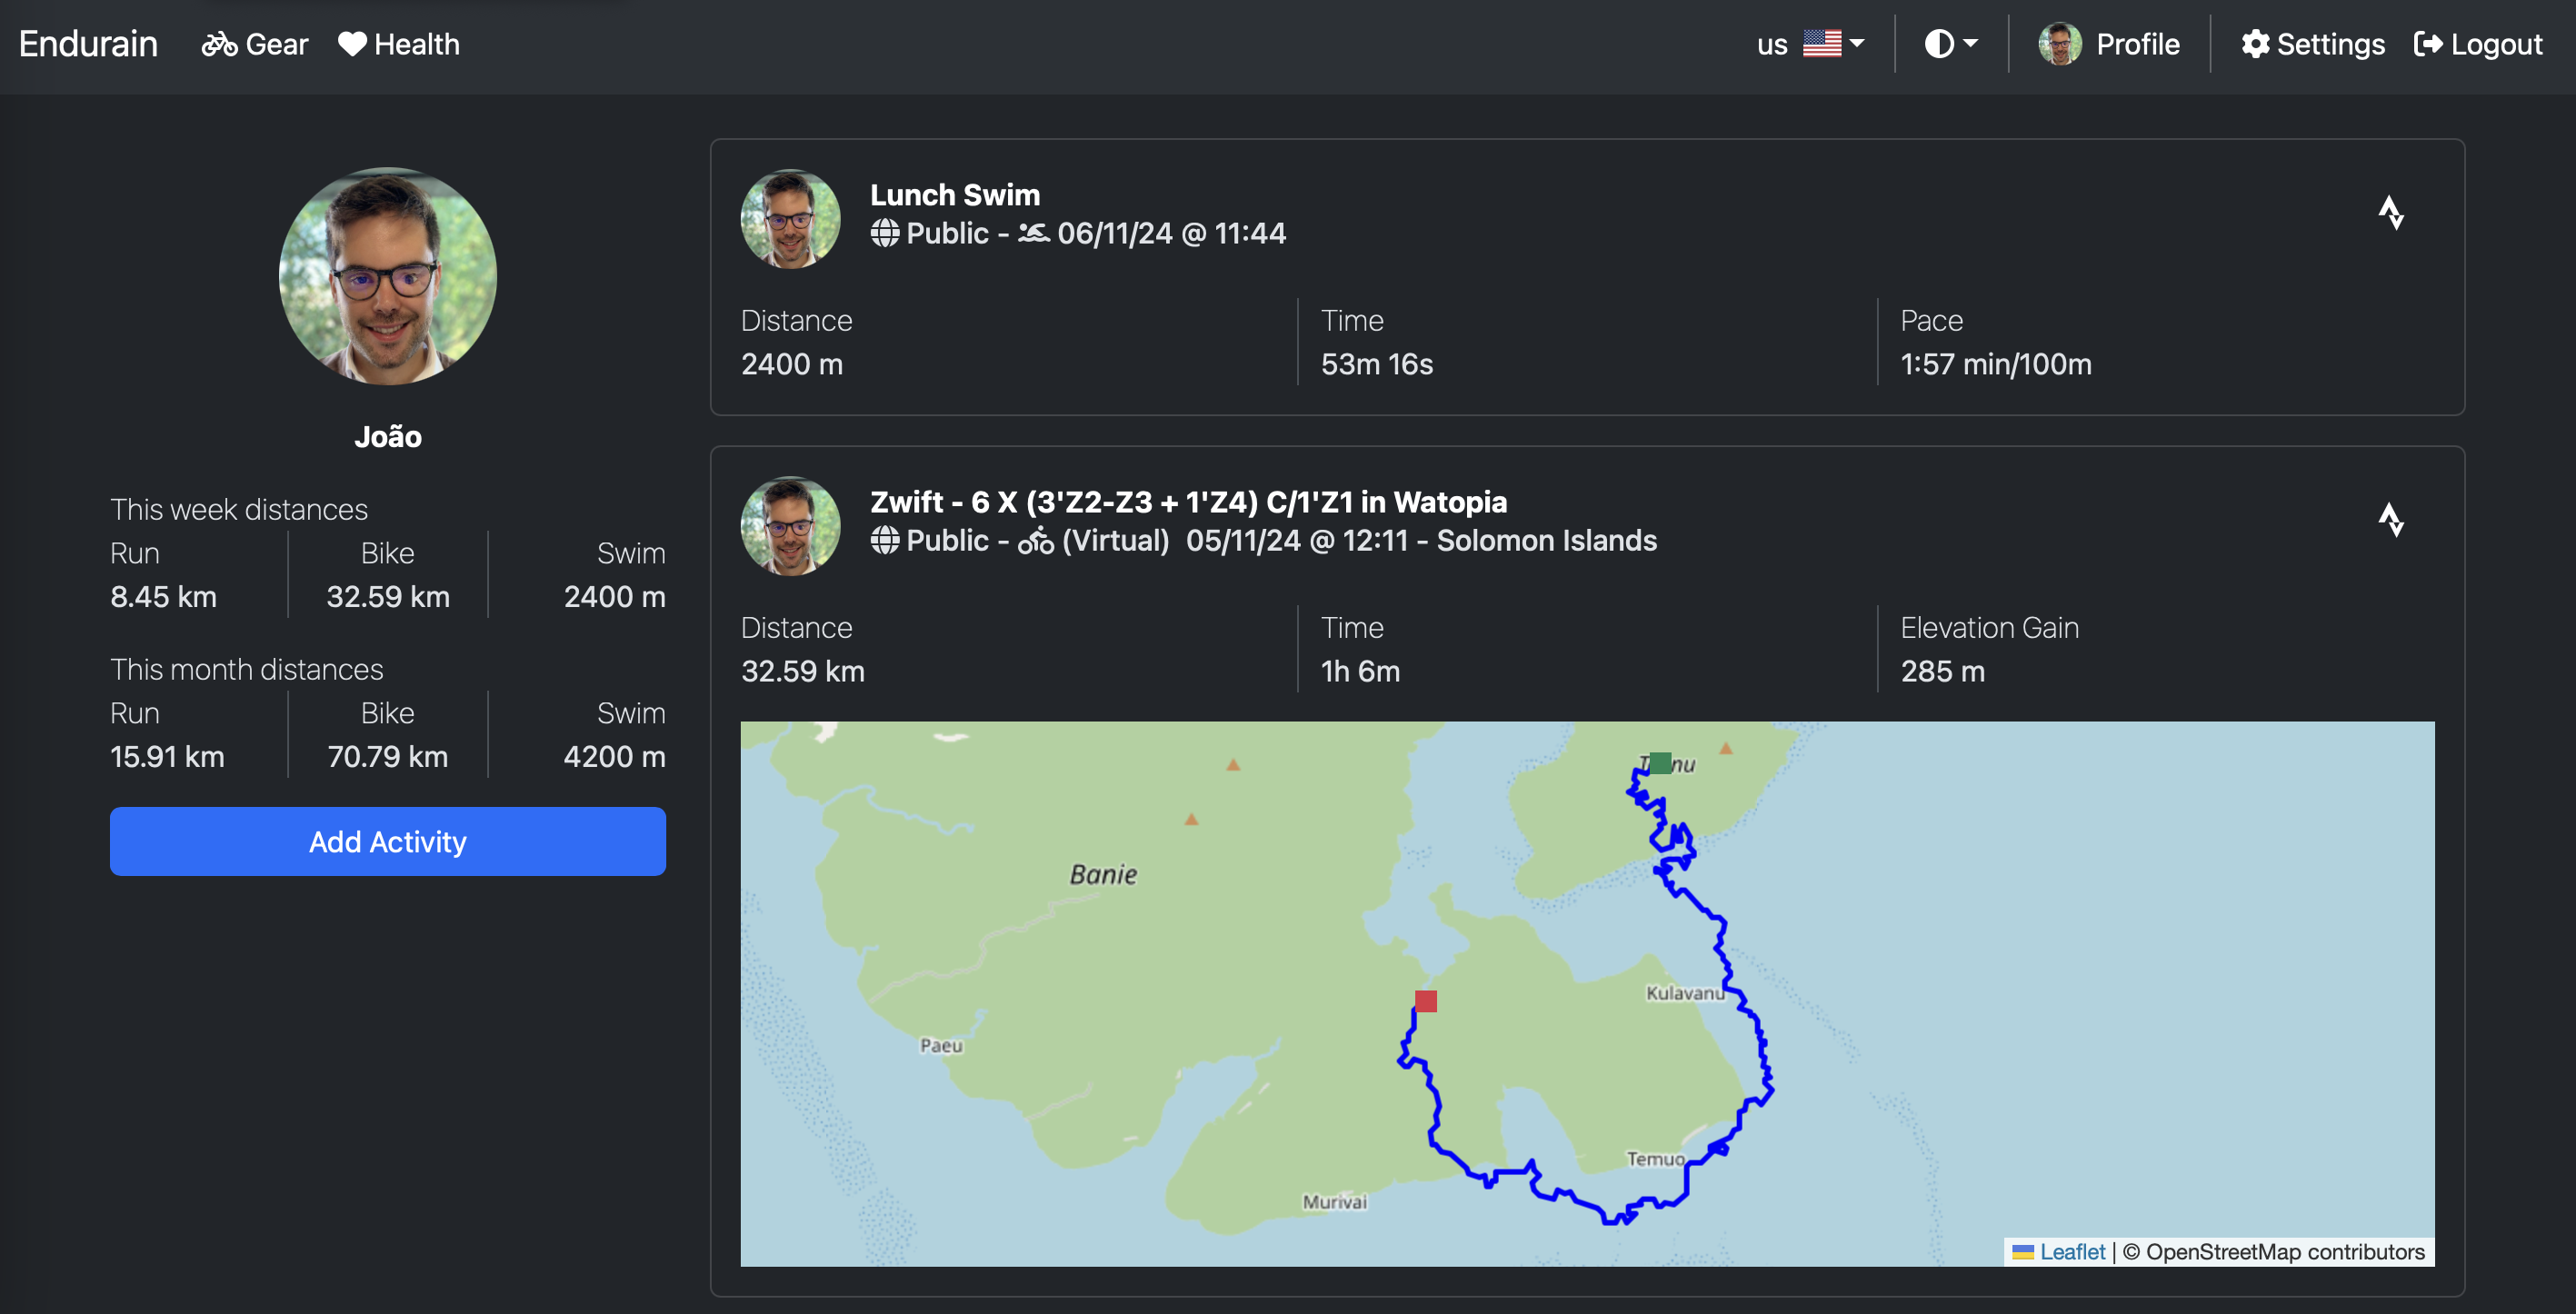 Endurain Gear Health us Profile Settings Logout
João
This week distances
Run Bike Swim
8.45 km 32.59 km 2400 m
This month distances
Run Bike Swim
15.91 km 70.79 km 4200 m
Add Activity
Lunch Swim
Public - 06/11/24 @ 11:44
Distance Time Pace
2400 m 53m 16s 1:57 min/100m
Zwift - 6 X (3'Z2-Z3 + 1'Z4) C/1'Z1 in Watopia
Public - (Virtual) 05/11/24 @ 12:11 - Solomon Islands
Distance Time Elevation Gain
32.59 km 1h 6m 285 m
Banie
Kulavanu
Paeu
Temuo
Murivai
Leaflet | © OpenStreetMap contributors